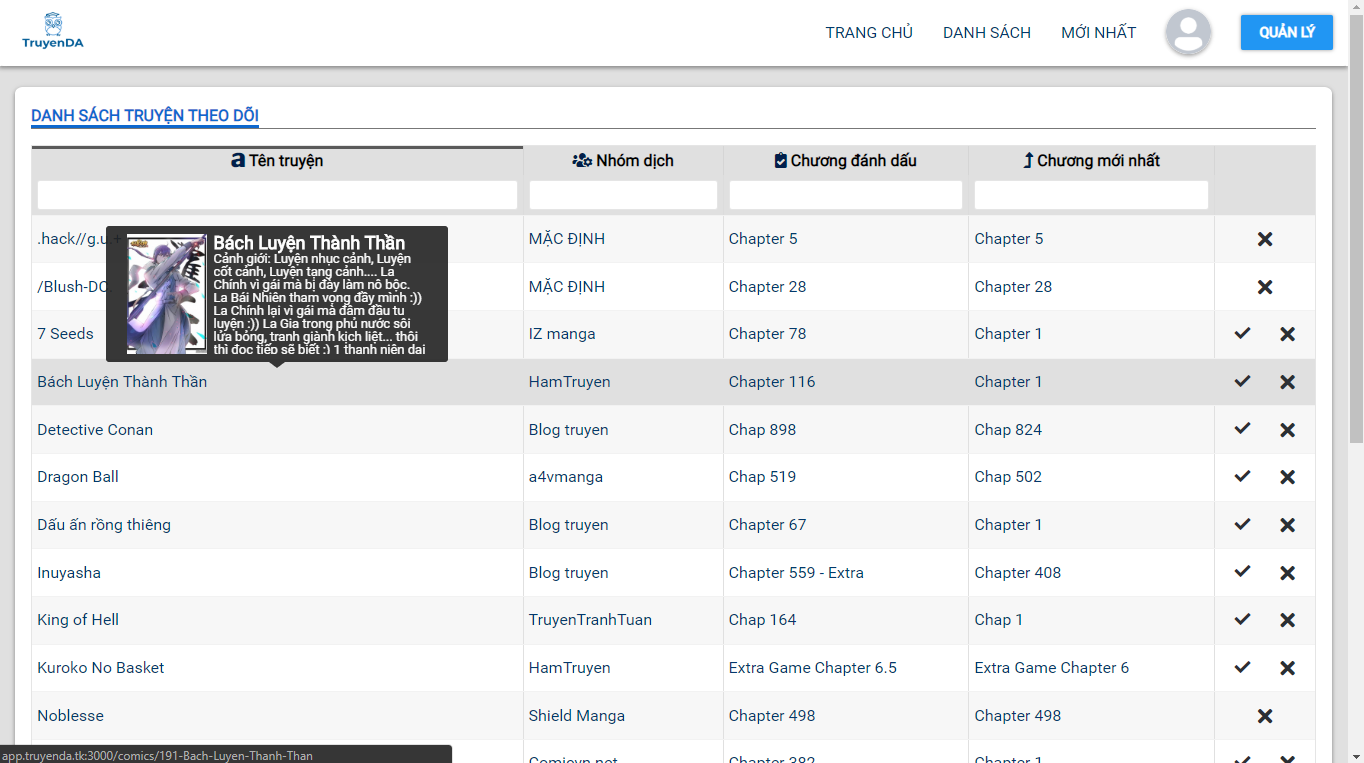 TruyenDA
TRANG CHỦ DANH SÁCH MỚI NHẤT QUẢN LÝ
DANH SÁCH TRUYỆN THEO DÕI
Tên truyện Nhóm dịch Chương đánh dấu Chương mới nhất
.hack//g.u.+ MẶC ĐỊNH Chapter 5 Chapter 5
Bách Luyện Thành Thần
Cảnh giới: Luyện nhục cảnh, Luyện
cốt cảnh, Luyện tạng cảnh.... La
Chính vì gái mà bị đày làm nô bộc.
La Bái Nhiên tham vọng đầy mình :))
La Chính lại vì gái mà đâm đầu tu
luyện ;)) La Gia trong phủ nước sôi
lửa bỏng, tranh giành kịch liệt... thôi
thì đọc tiếp sẽ biết :) 1 thanh niên dại
/Blush-DC MẶC ĐỊNH Chapter 28 Chapter 28
7 Seeds IZ manga Chapter 78 Chapter 1
Bách Luyện Thành Thần HamTruyen Chapter 116 Chapter 1
Detective Conan Blog truyen Chap 898 Chap 824
Dragon Ball a4vmanga Chap 519 Chap 502
Dấu ấn rồng thiêng Blog truyen Chapter 67 Chapter 1
Inuyasha Blog truyen Chapter 559 - Extra Chapter 408
King of Hell TruyenTranhTuan Chap 164 Chap 1
Kuroko No Basket HamTruyen Extra Game Chapter 6.5 Extra Game Chapter 6
Noblesse Shield Manga Chapter 498 Chapter 498
Comicvn.net Chapter 382 Chapter 1
app.truyenda.tk:3000/comics/191-Bach-Luyen-Thanh-Than